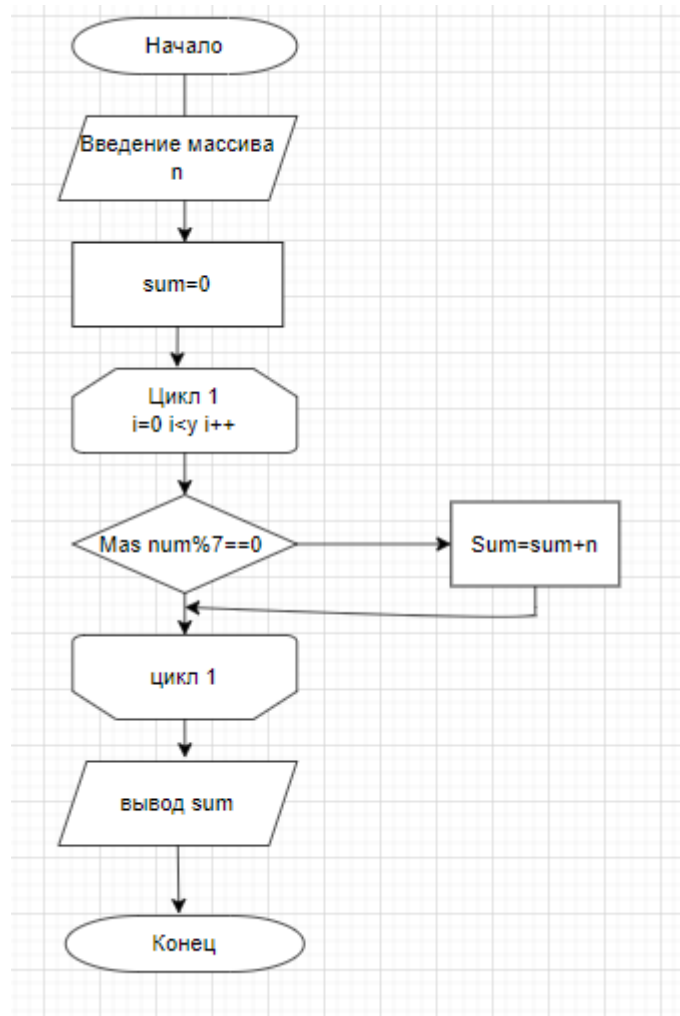 Начало
Введение массива
n
sum=0
Цикл 1
i=0 i<y i++
Mas num%7==0
Sum=sum+n
цикл 1
вывод sum
Конец